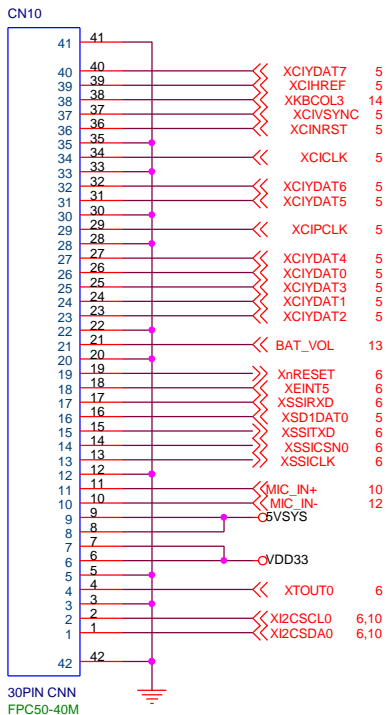 CN10
41 41
40 40 XCIYDAT7 5
39 39 XCIHREF 5
38 38 XKBCOL3 14
37 37 XCIVSYNC 5
36 36 XCINRST 5
35 35
34 34 XCICLK 5
33 33
32 32 XCIYDAT6 5
31 31 XCIYDAT5 5
30 30
29 29 XCIPCLK 5
28 28
27 27 XCIYDAT4 5
26 26 XCIYDAT0 5
25 25 XCIYDAT3 5
24 24 XCIYDAT1 5
23 23 XCIYDAT2 5
22 22
21 21 BAT_VOL 13
20 20
19 19 XnRESET 6
18 18 XEINT5 6
17 17 XSSIRXD 6
16 16 XSD1DAT0 5
15 15 XSSITXD 6
14 14 XSSICSN0 6
13 13 XSSICLK 6
12 12
11 11 MIC_IN+ 10
10 10 MIC_IN- 12
9 9 5VSYS
8 8
7 7
6 6 VDD33
5 5
4 4 XTOUT0 6
3 3
2 2 XI2CSCL0 6,10
1 1 XI2CSDA0 6,10
42 42
30PIN CNN
FPC50-40M